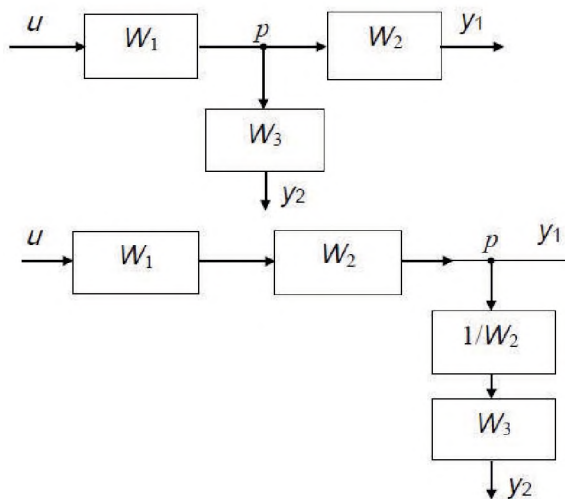 u W₁ p W₂ y₁
W₃
y₂
u W₁ W₂ p y₁
1/W₂
W₃
y₂